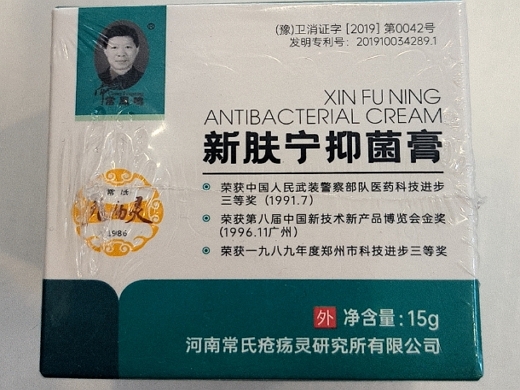 (豫)卫消证字 [2019] 第0042号
发明专利号：201910034289.1
XIN FU NING
ANTIBACTERIAL CREAM
新肤宁抑菌膏
荣获中国人民武装警察部队医药科技进步
三等奖（1991.7）
荣获第八届中国新技术新产品博览会金奖
（1996.11广州）
荣获一九八九年度郑州市科技进步三等奖
常氏
疮疡灵
1986
外 净含量：15g
河南常氏疮疡灵研究所有限公司